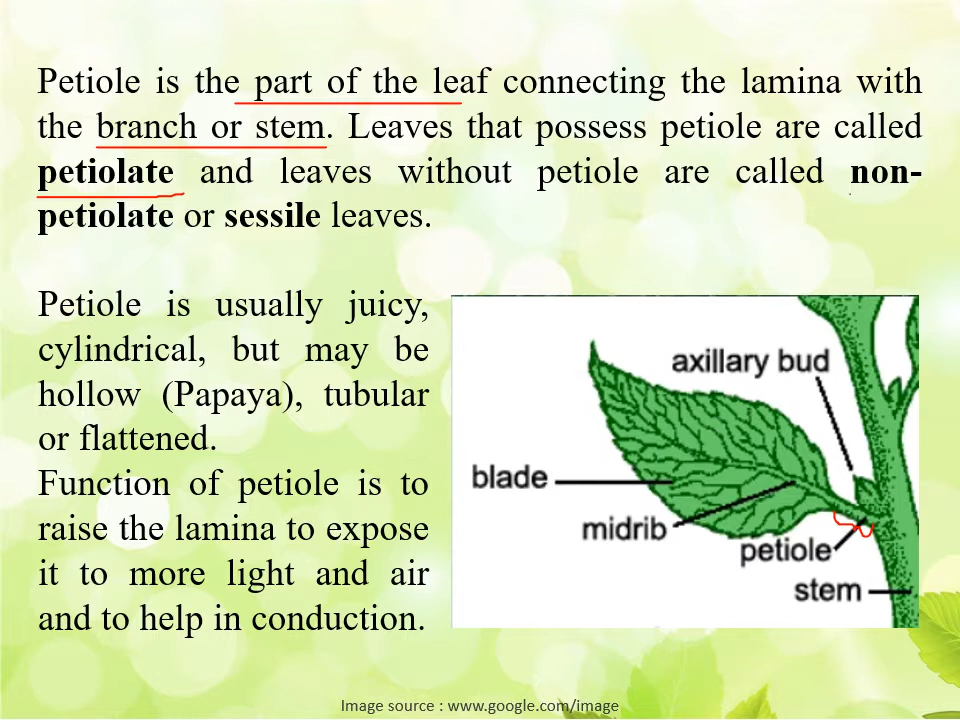 Petiole is the part of the leaf connecting the lamina with
the branch or stem. Leaves that possess petiole are called
petiolate and leaves without petiole are called non-
petiolate or sessile leaves.
Petiole is usually juicy,
cylindrical, but may be
hollow (Papaya), tubular
or flattened.
Function of petiole is to
raise the lamina to expose
it to more light and air
and to help in conduction.
axillary bud
blade
midrib
petiole
stem
Image source : www.google.com/image